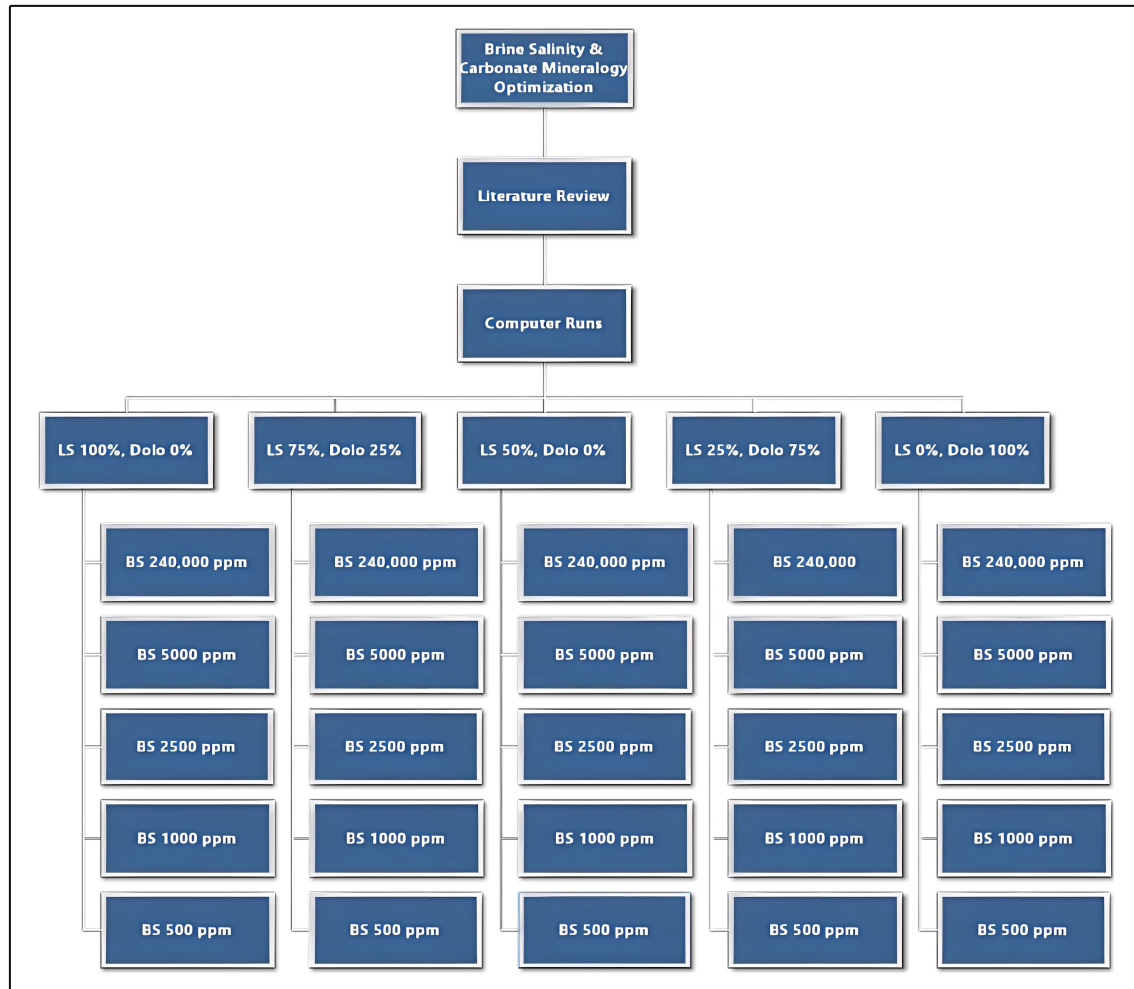 Brine Salinity &
Carbonate Mineralogy
Optimization
Literature Review
Computer Runs
LS 100%, Dolo 0%
LS 75%, Dolo 25%
LS 50%, Dolo 0%
LS 25%, Dolo 75%
LS 0%, Dolo 100%
BS 240,000 ppm
BS 240,000 ppm
BS 240,000 ppm
BS 240,000
BS 240,000 ppm
BS 5000 ppm
BS 5000 ppm
BS 5000 ppm
BS 5000 ppm
BS 5000 ppm
BS 2500 ppm
BS 2500 ppm
BS 2500 ppm
BS 2500 ppm
BS 2500 ppm
BS 1000 ppm
BS 1000 ppm
BS 1000 ppm
BS 1000 ppm
BS 1000 ppm
BS 500 ppm
BS 500 ppm
BS 500 ppm
BS 500 ppm
BS 500 ppm